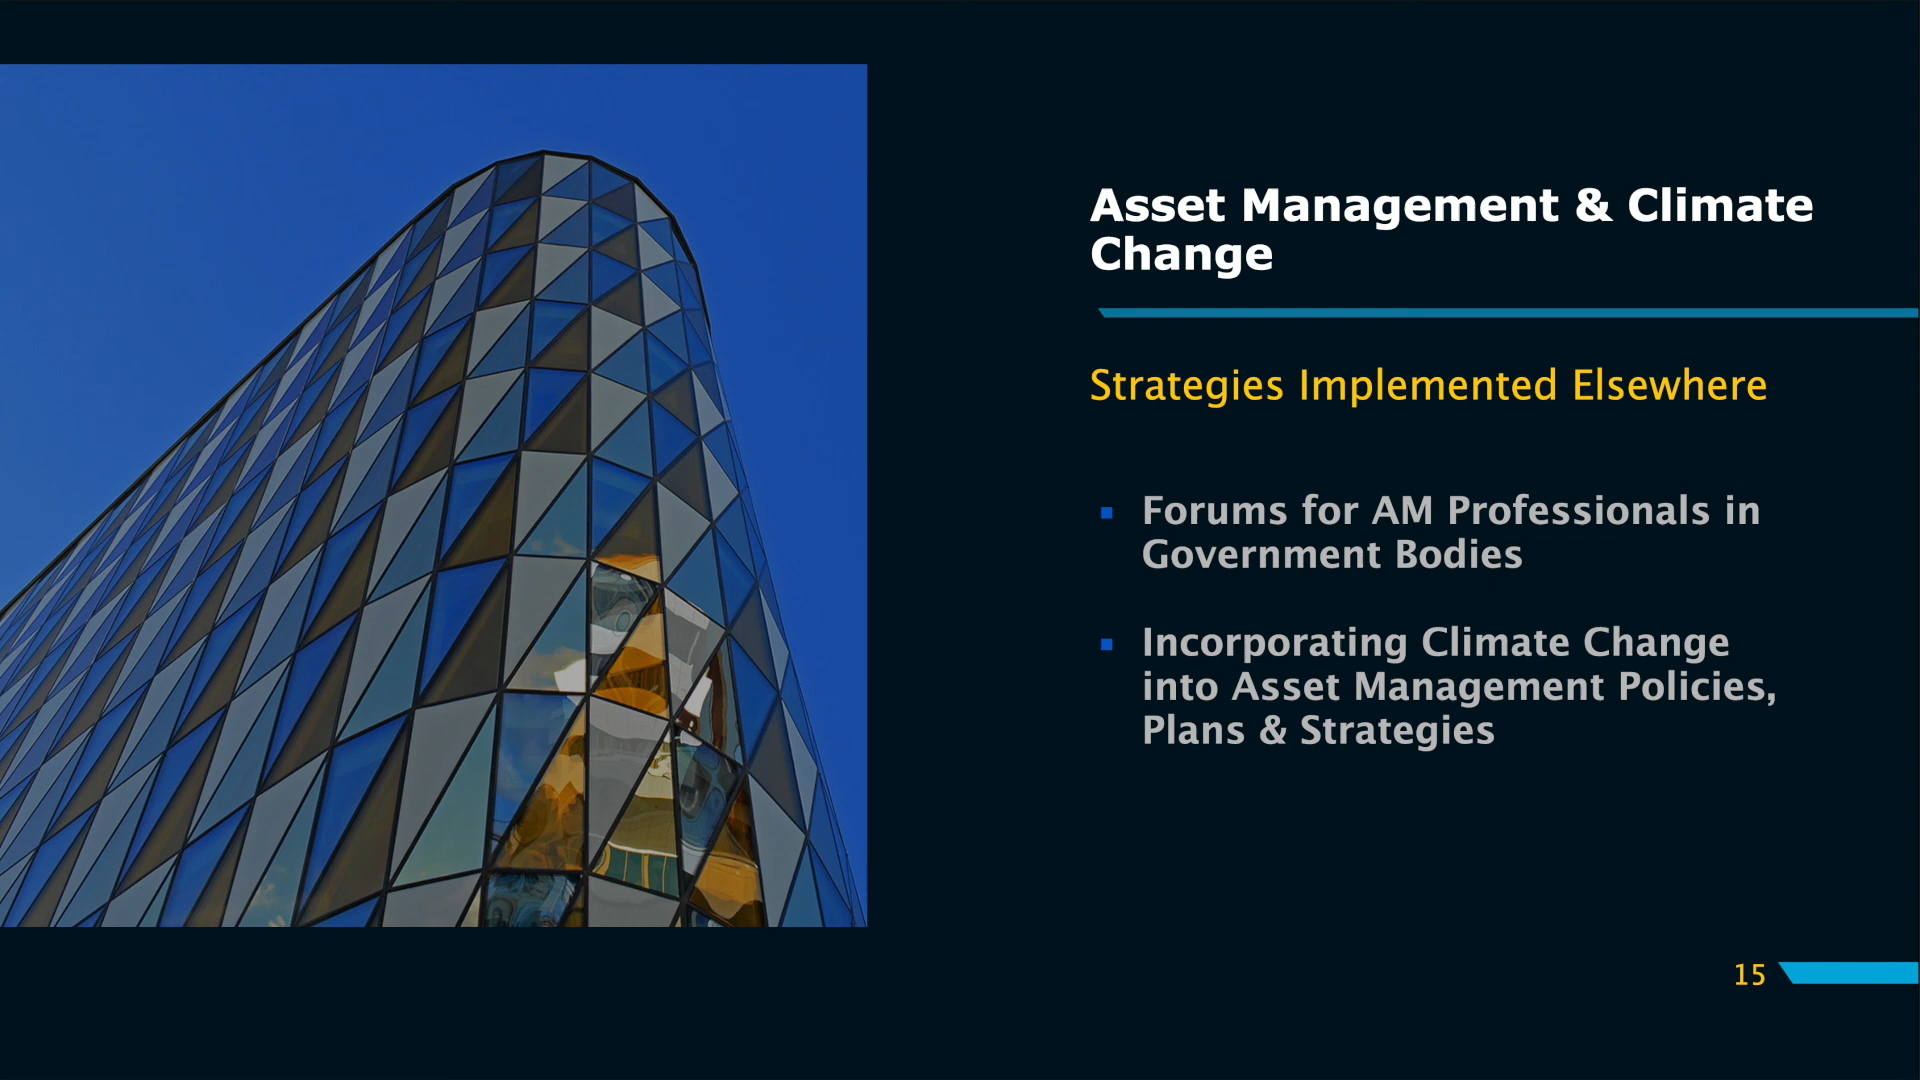 Asset Management & Climate
Change
Strategies Implemented Elsewhere
▪ Forums for AM Professionals in
Government Bodies
▪ Incorporating Climate Change
into Asset Management Policies,
Plans & Strategies
15